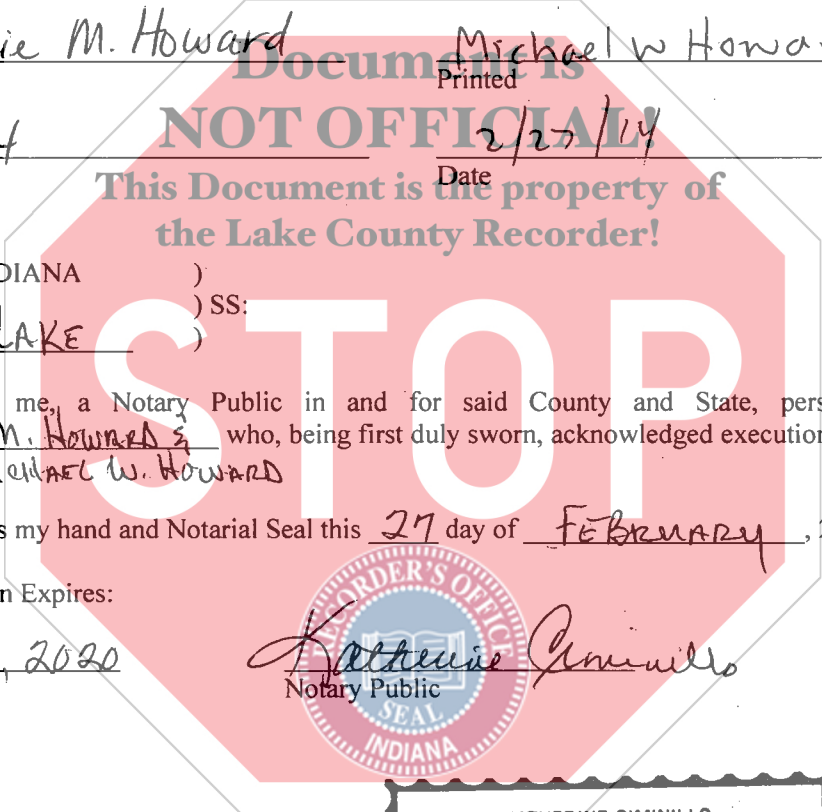 ie M. Howard Michael W Howa
Document is
Printed
NOT OFFICIAL!
2/27/14
This Document is the property of
Date
the Lake County Recorder!
DIANA )
) SS:
LAKE )
STOP
me, a Notary Public in and for said County and State, pers
M. HOWARD & who, being first duly sworn, acknowledged execution
CHAEL W. HOWARD
s my hand and Notarial Seal this 27 day of FEBRUARY, 2
n Expires:
RECORDER'S OFFICE
, 2020 Katherine Ciminillo
Notary Public
SEAL
INDIANA